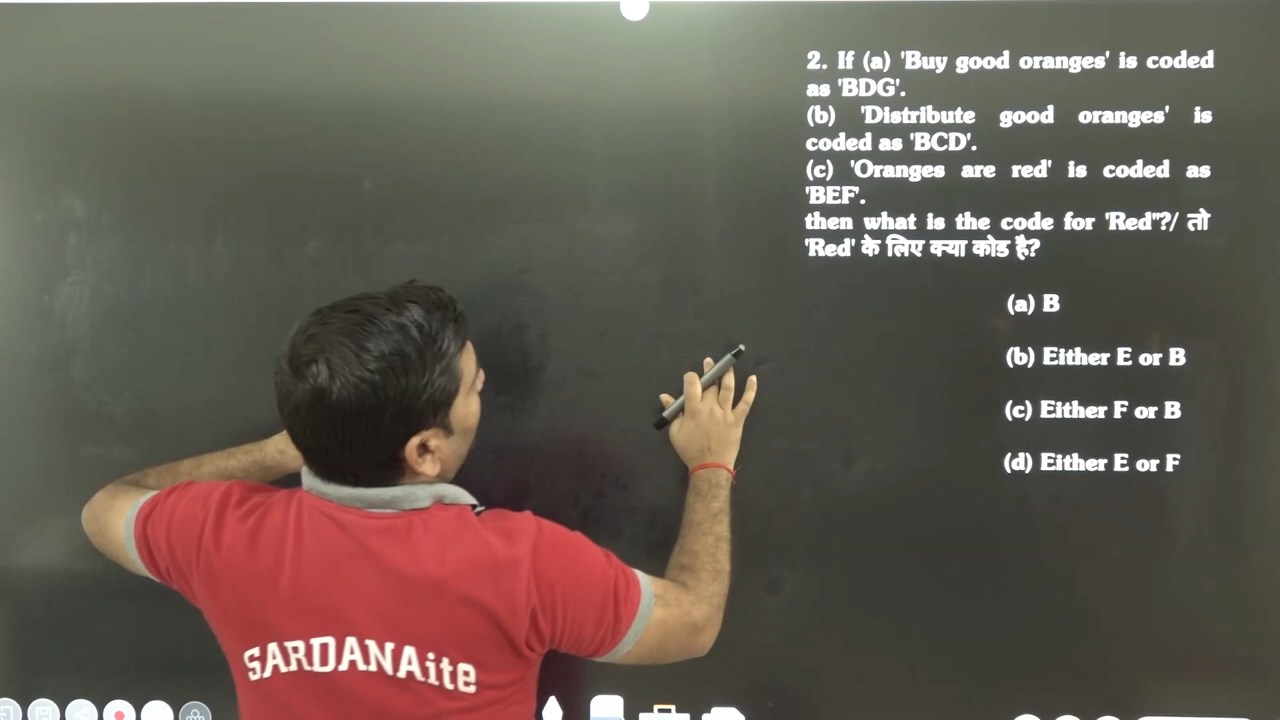 2. If (a) 'Buy good oranges' is coded
as 'BDG'.
(b) 'Distribute good oranges' is
coded as 'BCD'.
(c) 'Oranges are red' is coded as
'BEF'.
then what is the code for 'Red"?/ तो
'Red' के लिए क्या कोड है?
(a) B
(b) Either E or B
(c) Either F or B
(d) Either E or F
SARDANAite